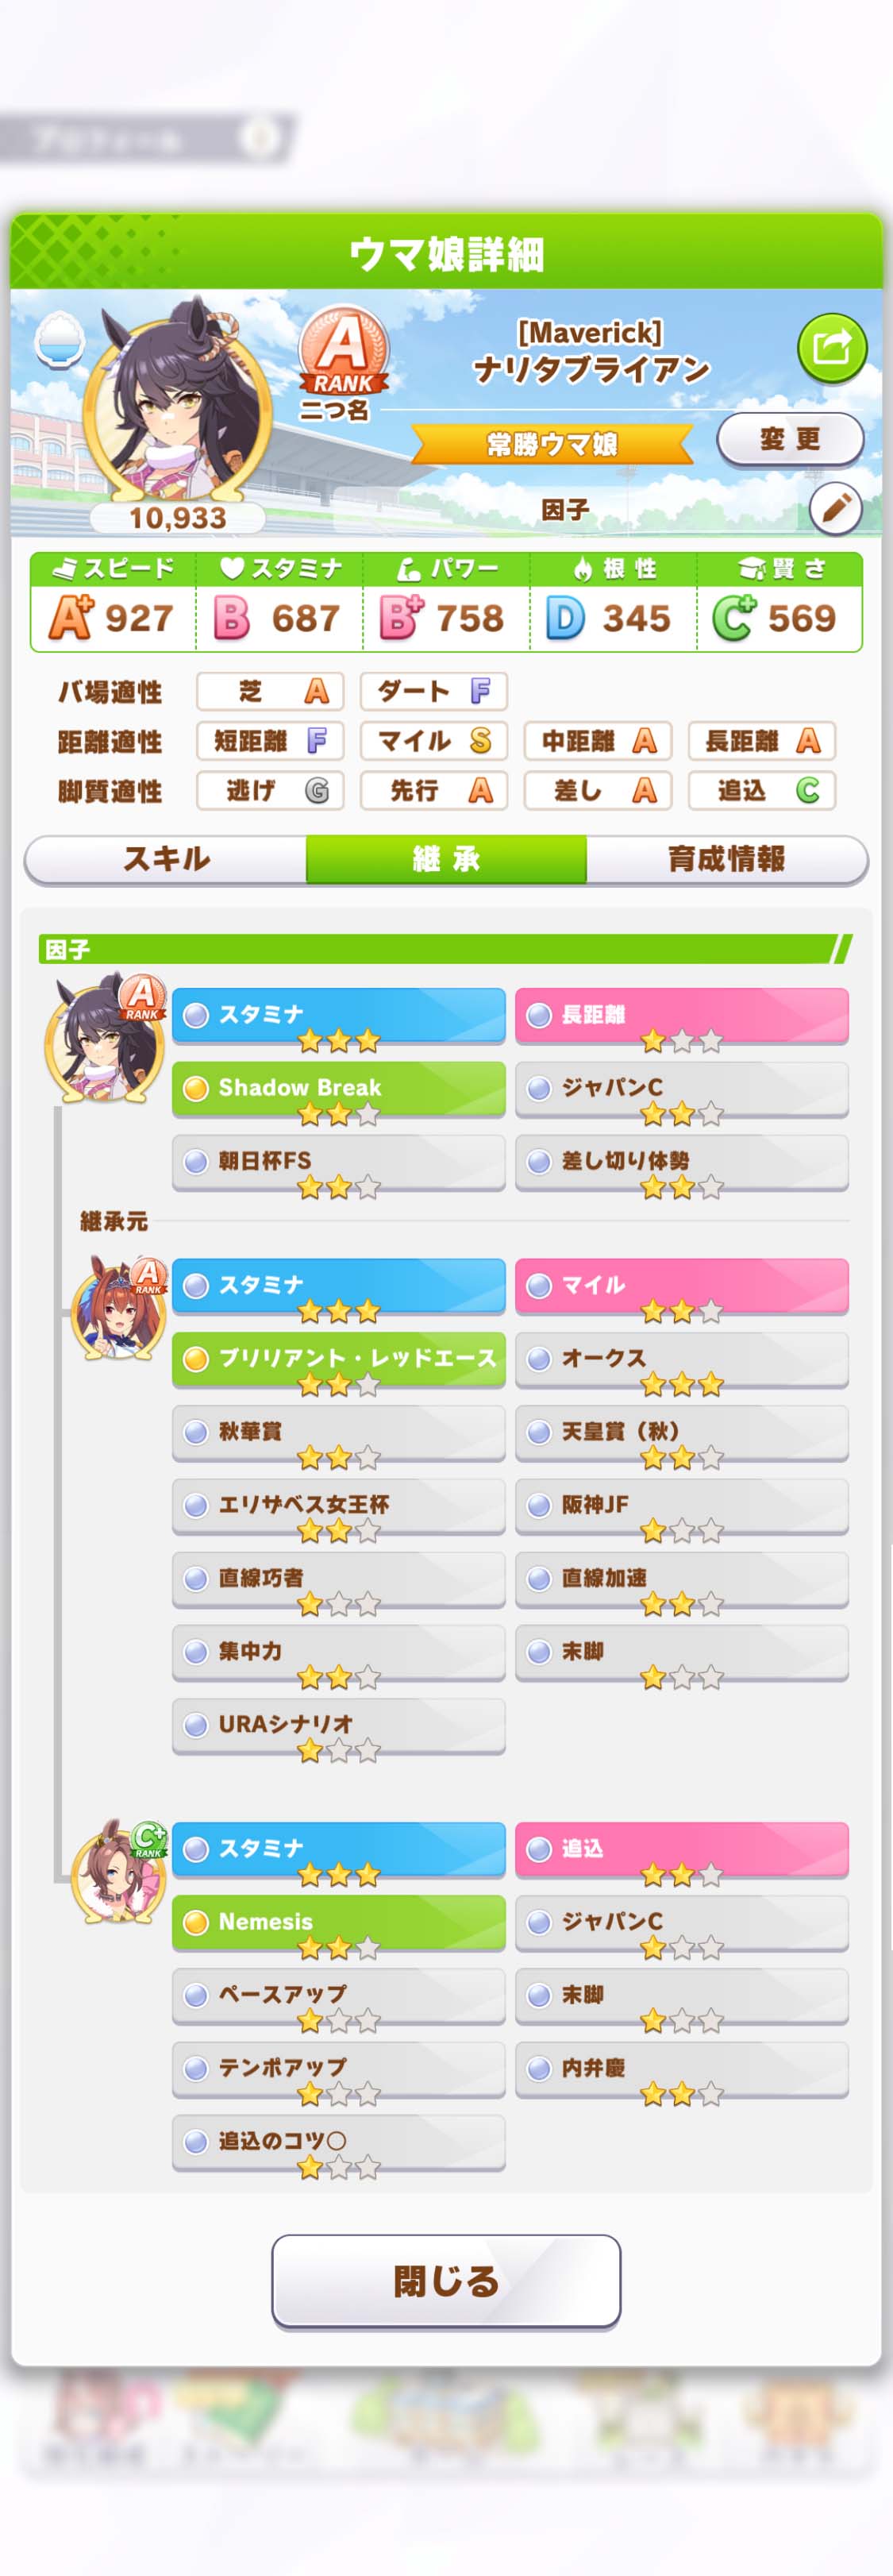 プロフィール
ウマ娘詳細
A
RANK
[Maverick]
ナリタブライアン
二つ名
常勝ウマ娘
変更
10,933
因子
スピード スタミナ パワー 根性 賢さ
A+ 927 B 687 B+ 758 D 345 C+ 569
バ場適性 芝 A ダート F
距離適性 短距離 F マイル S 中距離 A 長距離 A
脚質適性 逃げ G 先行 A 差し A 追込 C
スキル 継承 育成情報
因子
A
RANK
スタミナ 長距離
Shadow Break ジャパンC
朝日杯FS 差し切り体勢
継承元
A
RANK
スタミナ マイル
ブリリアント・レッドエース オークス
秋華賞 天皇賞（秋）
エリザベス女王杯 阪神JF
直線巧者 直線加速
集中力 末脚
URAシナリオ
C+
RANK
スタミナ 追込
Nemesis ジャパンC
ペースアップ 末脚
テンポアップ 内弁慶
追込のコツ○
閉じる